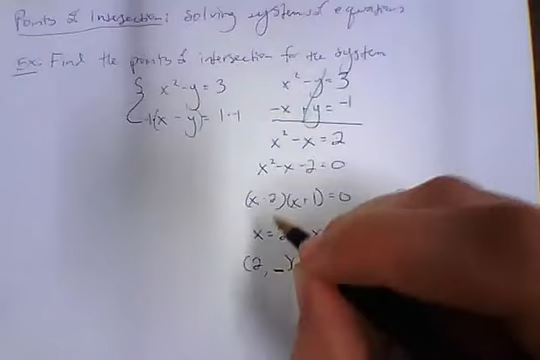 Points of Intersection: Solving systems of equations
Ex: Find the points of intersection for the system
x² - y = 3
-1(x - y) = 1·-1
x² - y = 3
-x + y = -1
x² - x = 2
x² - x - 2 = 0
(x - 2)(x + 1) = 0
x = 2 x
(2, _)